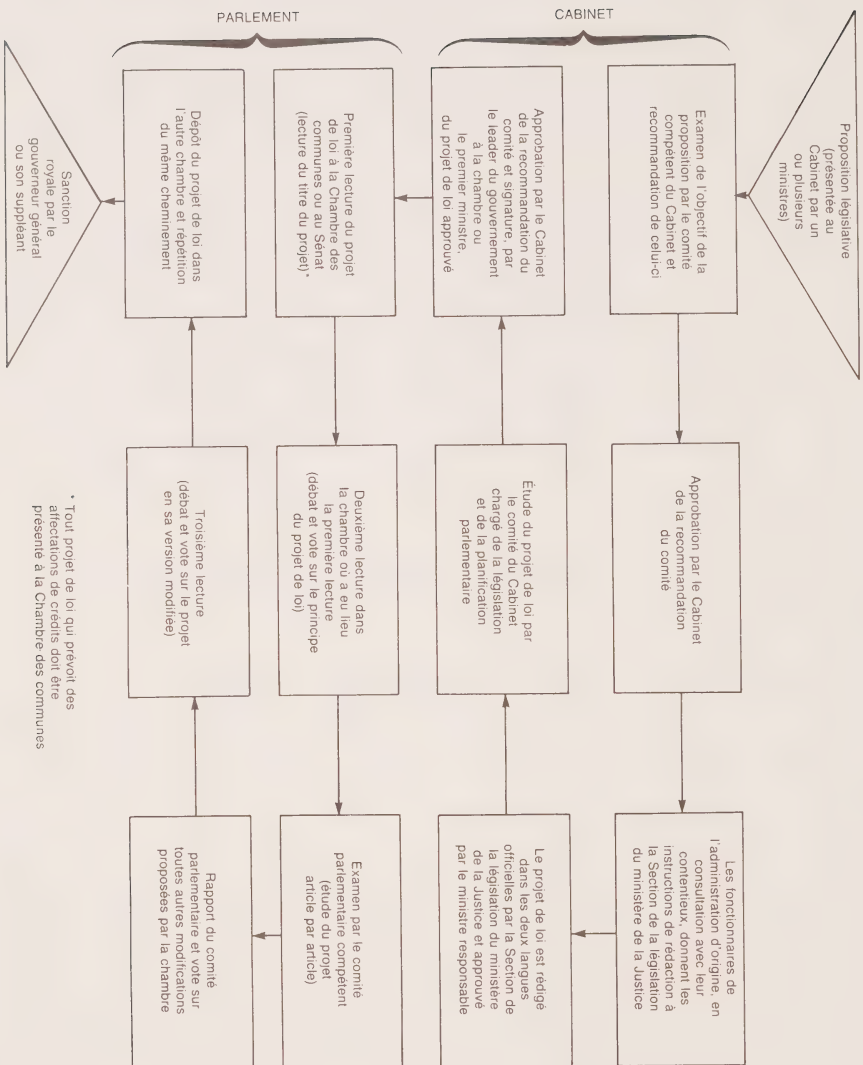 CABINET
Proposition législative
(présentée au
Cabinet par un
ou plusieurs
ministres)
Examen de l'objectif de la
proposition par le comité
compétent du Cabinet et
recommandation de celui-ci
Approbation par le Cabinet
de la recommandation
du comité
Les fonctionnaires de
l'administration d'origine, en
consultation avec leur
contentieux, donnent les
instructions de rédaction à
la Section de la législation
du ministère de la Justice
Le projet de loi est rédigé
dans les deux langues
officielles par la Section de
la législation du ministère
de la Justice et approuvé
par le ministre responsable
Étude du projet de loi par
le comité du Cabinet
chargé de la législation
et de la planification
parlementaire
Approbation par le Cabinet
de la recommandation du
comité et signature, par
le leader du gouvernement
à la chambre ou
le premier ministre,
du projet de loi approuvé
PARLEMENT
Première lecture du projet
de loi à la Chambre des
communes ou au Sénat
(lecture du titre du projet)*
Deuxième lecture dans
la chambre où a eu lieu
la première lecture
(débat et vote sur le principe
du projet de loi)
Examen par le comité
parlementaire compétent
(étude du projet
article par article)
Rapport du comité
parlementaire et vote sur
toutes autres modifications
proposées par la chambre
Troisième lecture
(débat et vote sur le projet
en sa version modifiée)
Dépôt du projet de loi dans
l'autre chambre et répétition
du même cheminement
Sanction
royale par le
gouverneur général
ou son suppléant
* Tout projet de loi qui prévoit des
affectations de crédits doit être
présenté à la Chambre des communes